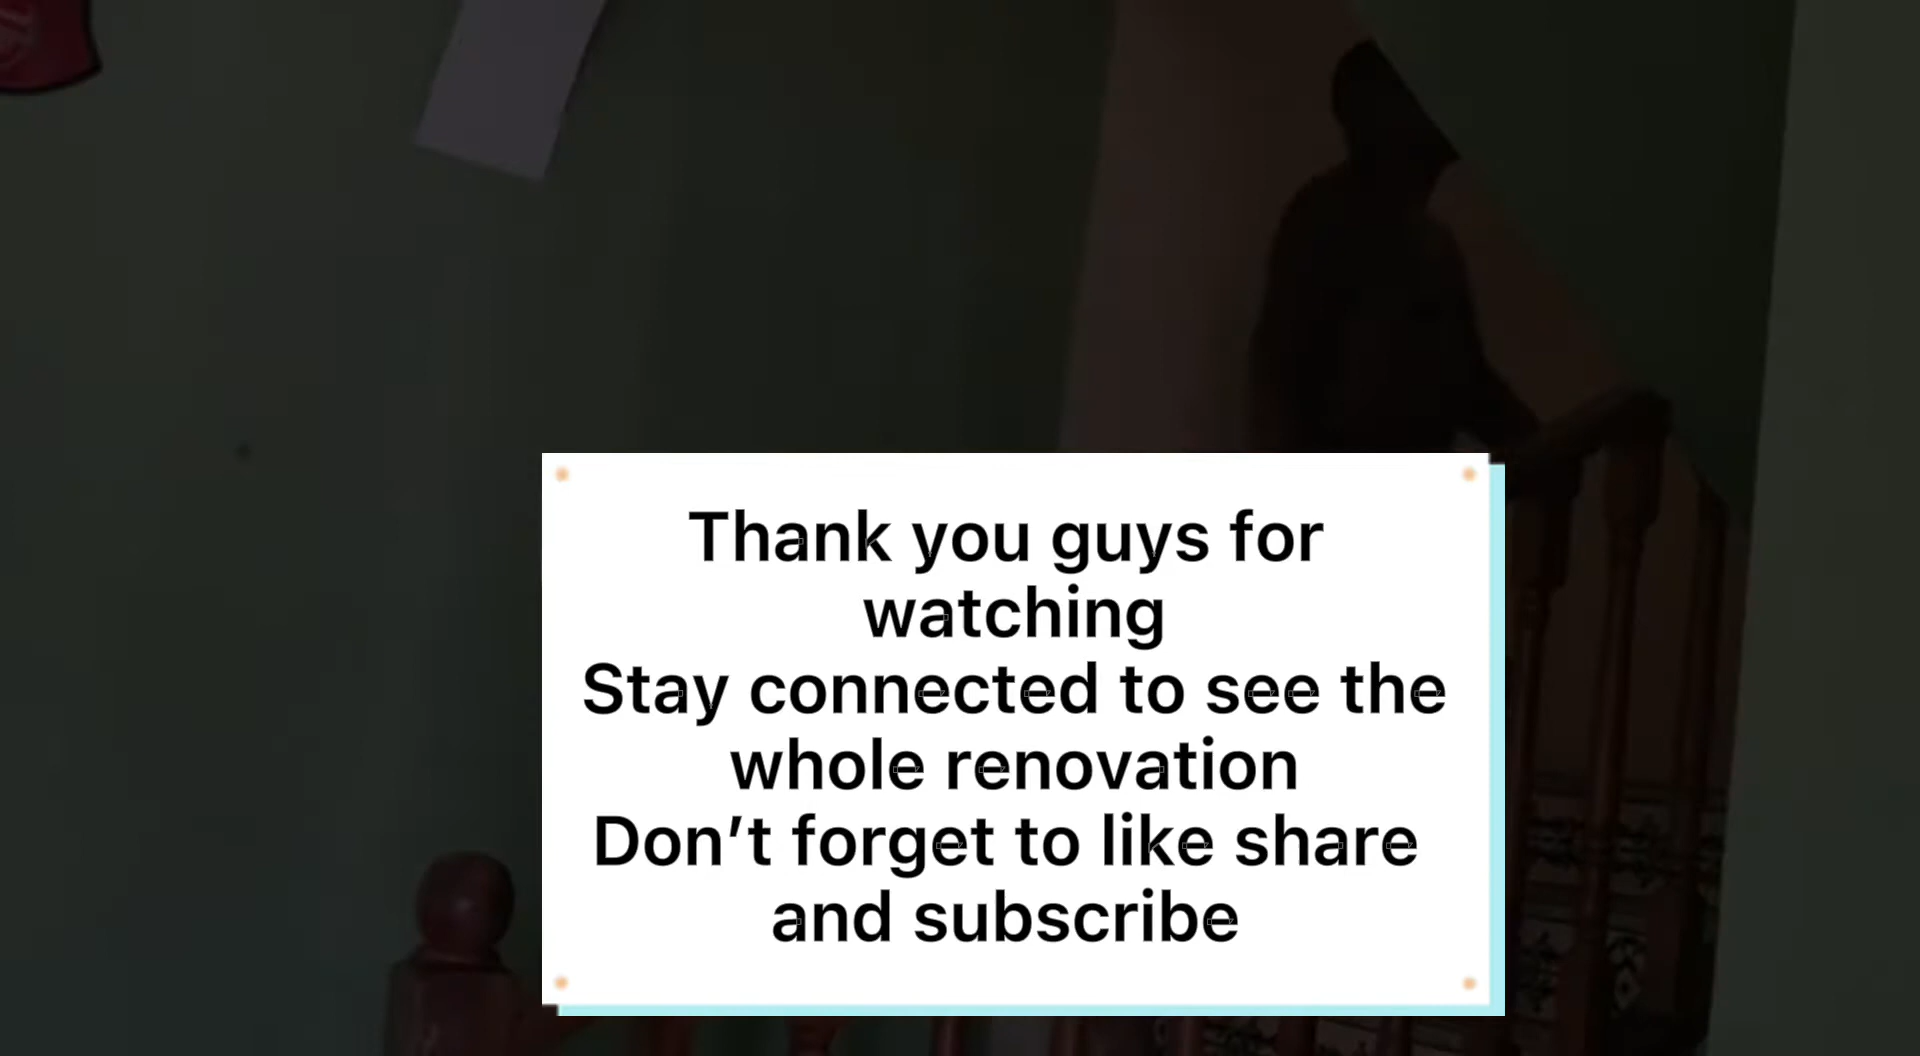 Thank you guys for
watching
Stay connected to see the
whole renovation
Don’t forget to like share
and subscribe